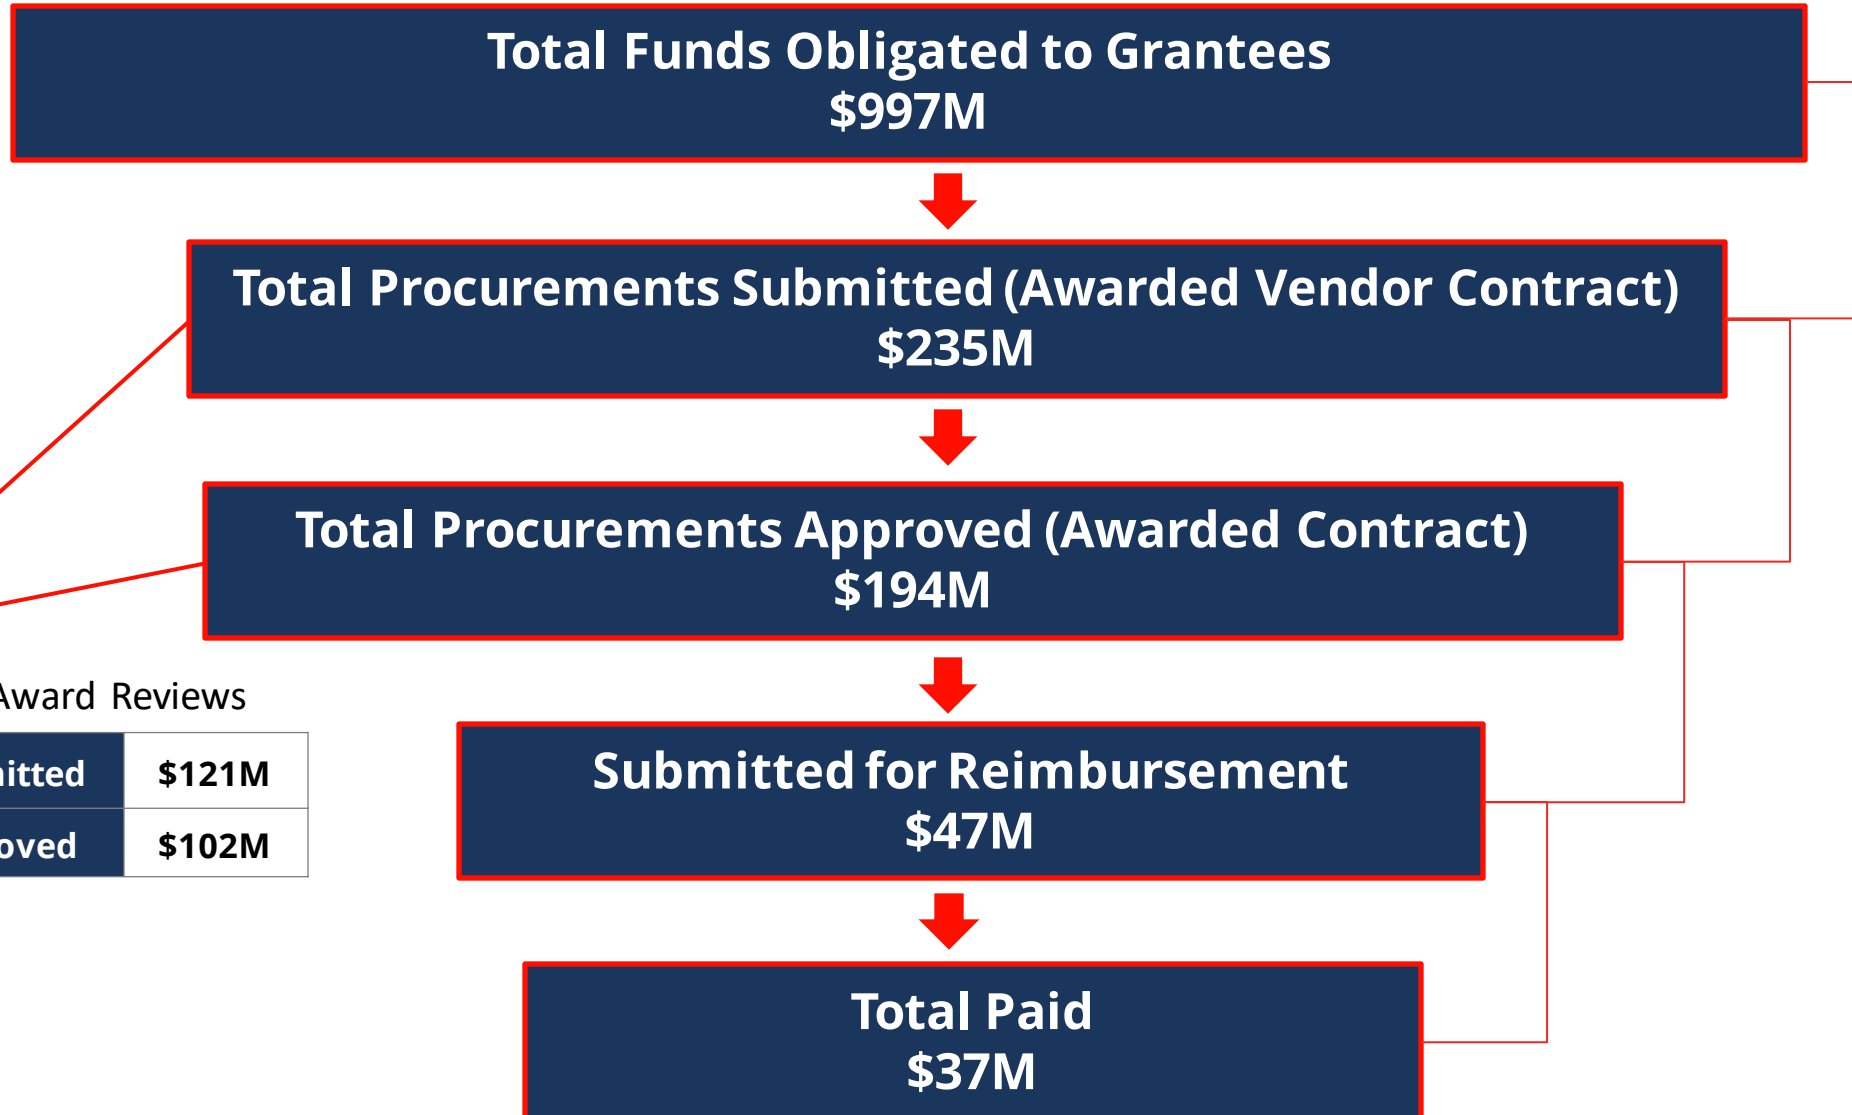 Total Funds Obligated to Grantees
$997M
Total Procurements Submitted (Awarded Vendor Contract)
$235M
Total Procurements Approved (Awarded Contract)
$194M
Award Reviews
$121M
$102M
Submitted for Reimbursement
$47M
Total Paid
$37M